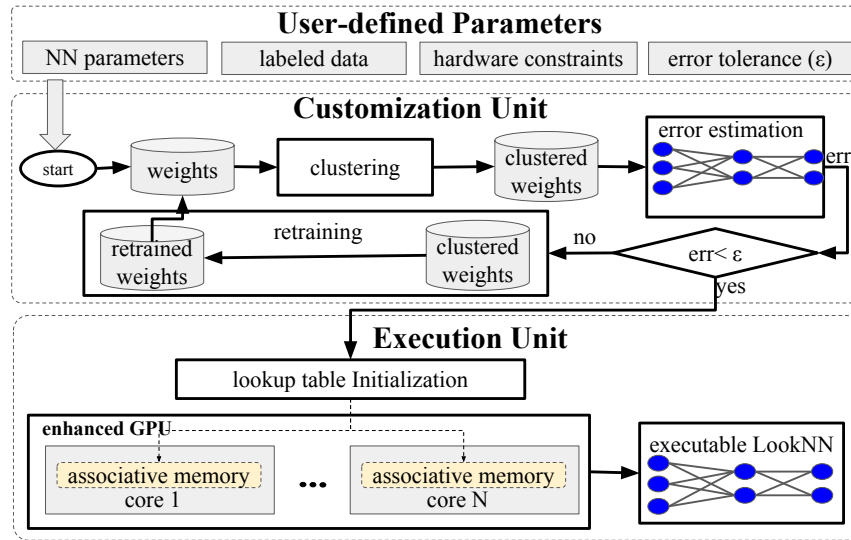 User-defined Parameters
NN parameters
labeled data
hardware constraints
error tolerance (ε)
Customization Unit
start
weights
clustering
clustered
weights
error estimation
err
retraining
retrained
weights
clustered
weights
no
err< ε
yes
Execution Unit
lookup table Initialization
enhanced GPU
associative memory
core 1
...
associative memory
core N
executable LookNN